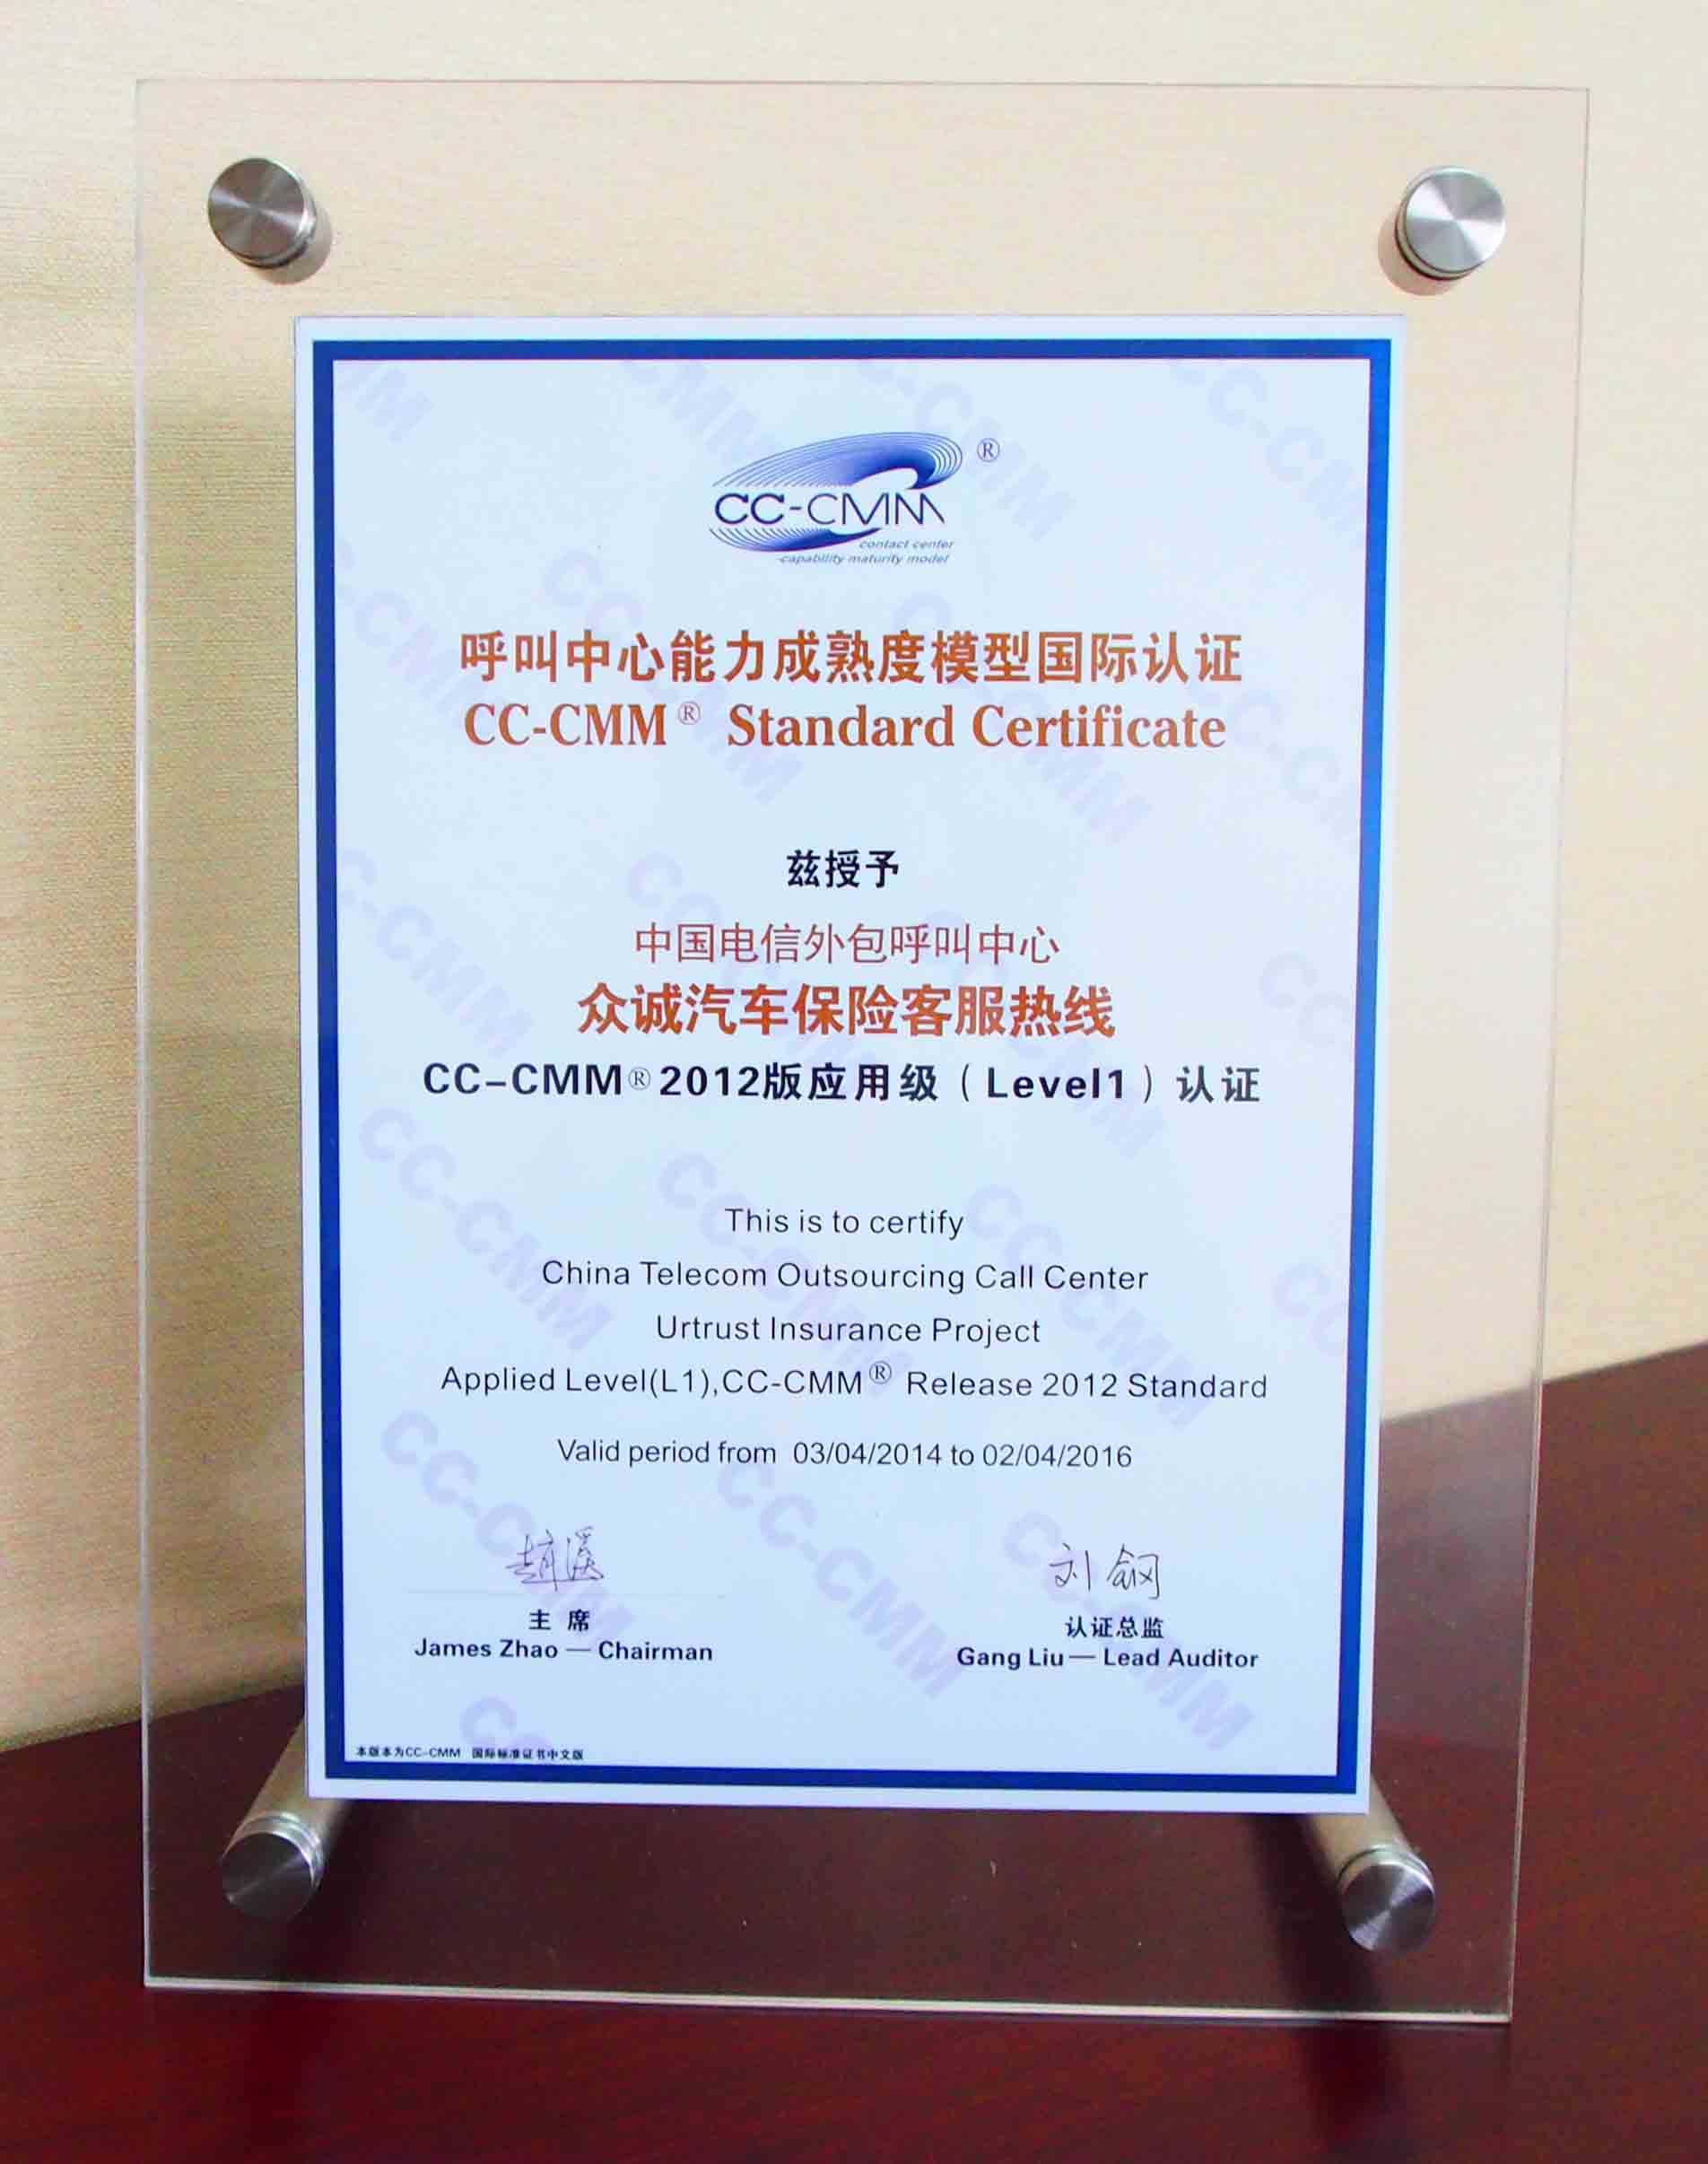 ®
CC-CMM
contact center
capability maturity model
呼叫中心能力成熟度模型国际认证
CC-CMM® Standard Certificate
兹授予
中国电信外包呼叫中心
众诚汽车保险客服热线
CC-CMM®2012版应用级（Level1）认证
This is to certify
China Telecom Outsourcing Call Center
Urtrust Insurance Project
Applied Level(L1),CC-CMM® Release 2012 Standard
Valid period from 03/04/2014 to 02/04/2016
刘钢
主 席
认证总监
James Zhao — Chairman
Gang Liu — Lead Auditor
本版本为CC-CMM 国际标准证书中文版